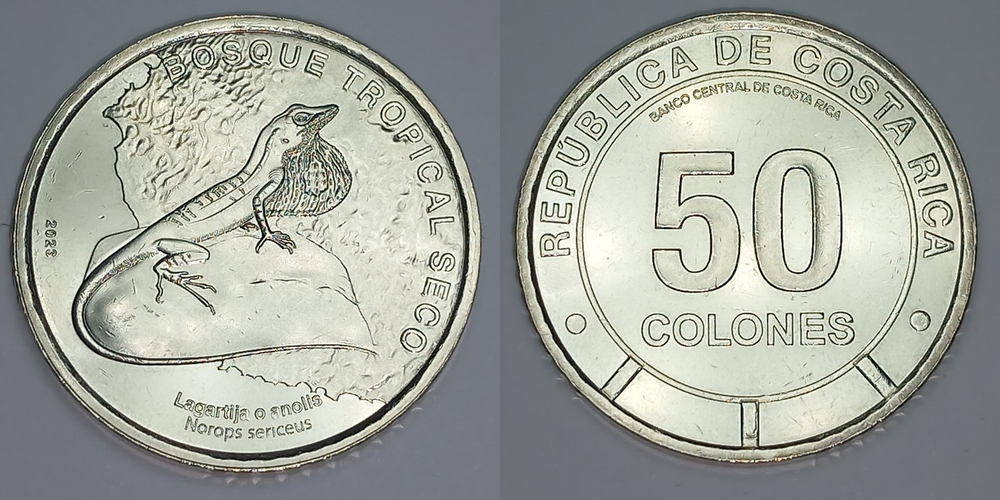 BOSQUE TROPICAL SECO
2023
Lagartija o anolis
Norops sericeus
REPÚBLICA DE COSTA RICA
BANCO CENTRAL DE COSTA RICA
50
COLONES